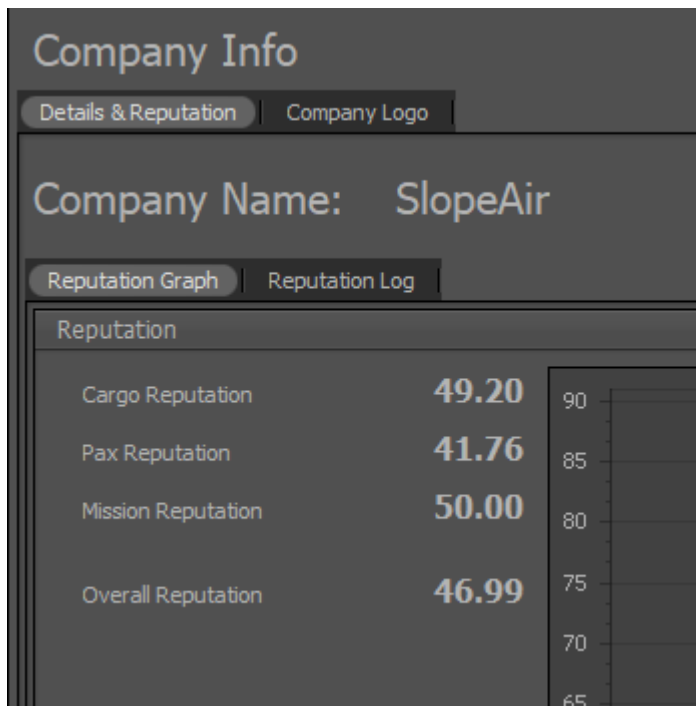 Company Info
Details & Reputation Company Logo
Company Name: SlopeAir
Reputation Graph Reputation Log
Reputation
Cargo Reputation 49.20
Pax Reputation 41.76
Mission Reputation 50.00
Overall Reputation 46.99
90
85
80
75
70
65